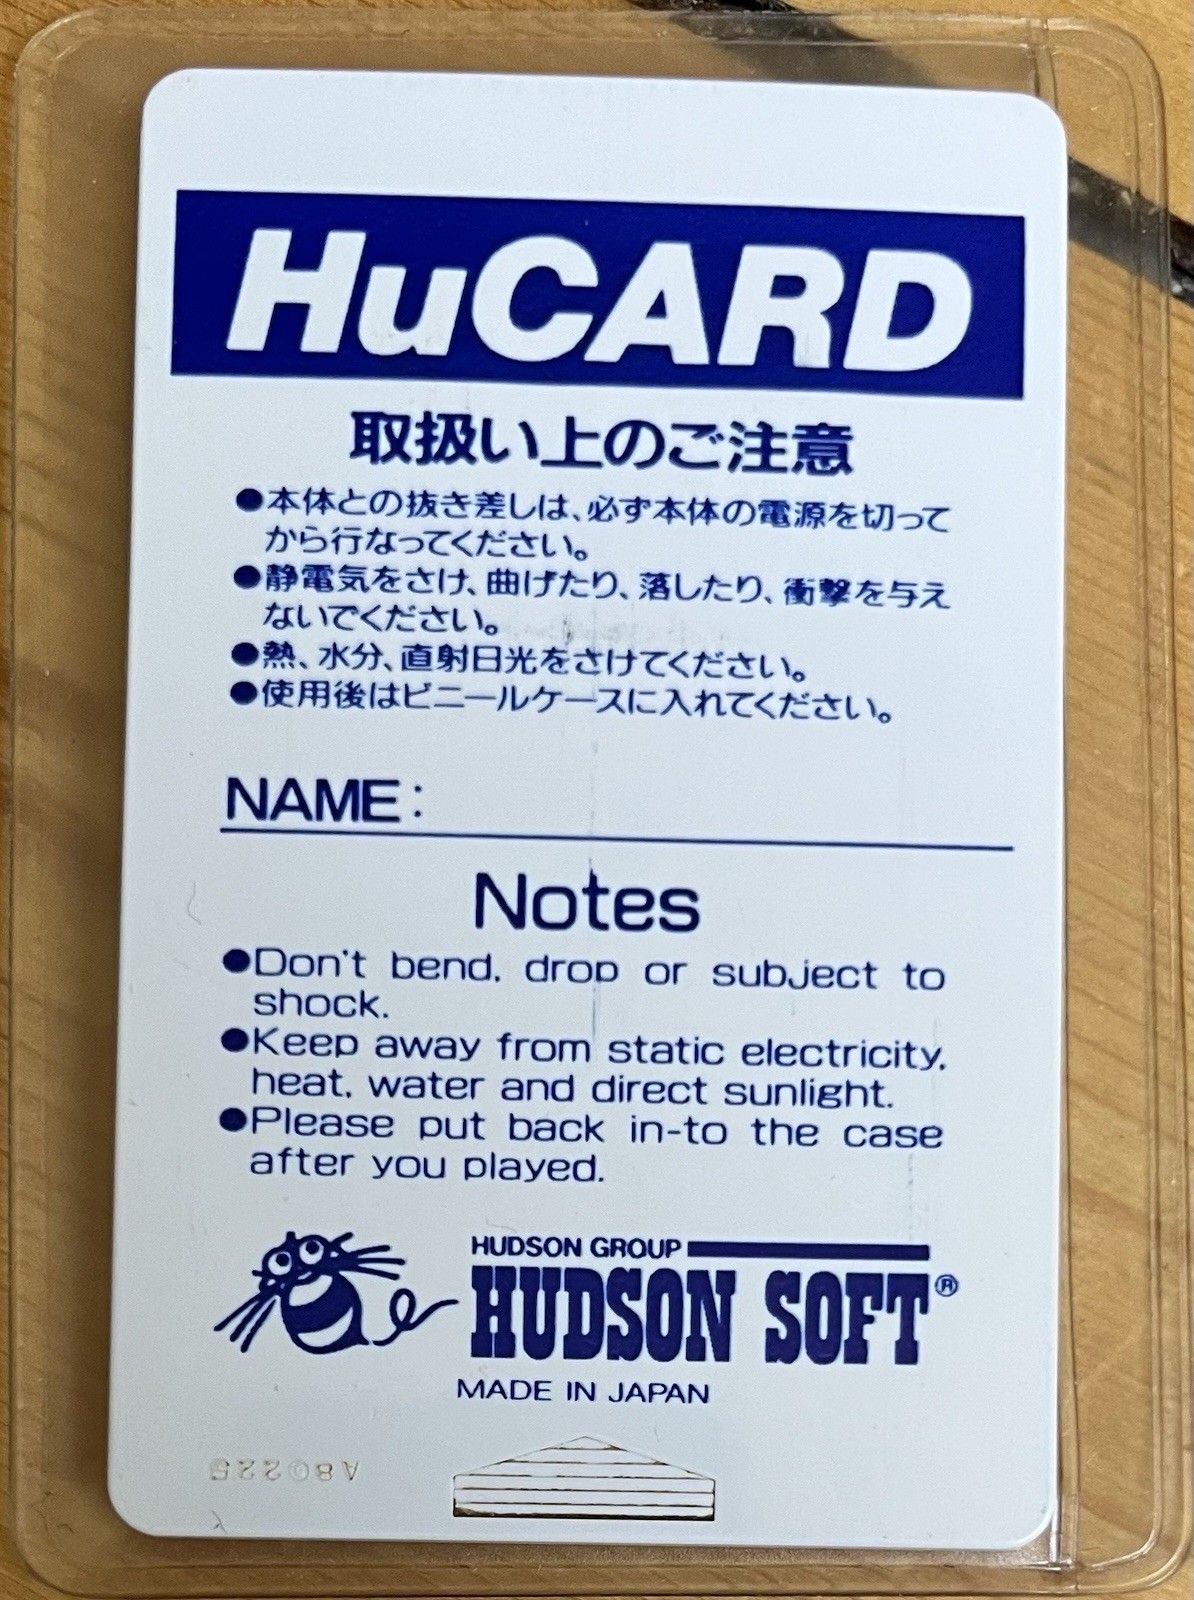 HuCARD
取扱い上のご注意
●本体との抜き差しは、必ず本体の電源を切って
から行なってください。
●静電気をさけ、曲げたり、落したり、衝撃を与え
ないでください。
●熱、水分、直射日光をさけてください。
●使用後はビニールケースに入れてください。
NAME:
Notes
●Don't bend, drop or subject to
shock.
●Keep away from static electricity,
heat, water and direct sunlight.
●Please put back in-to the case
after you played.
HUDSON GROUP
HUDSON SOFT®
MADE IN JAPAN